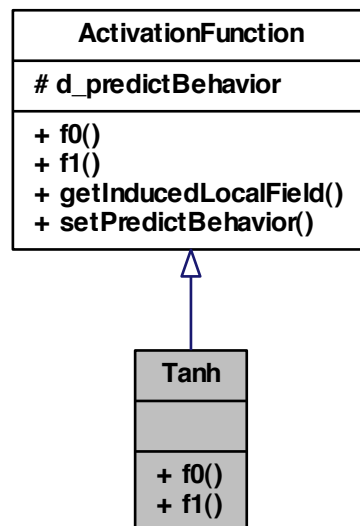 ActivationFunction
# d_predictBehavior
+ f0()
+ f1()
+ getInducedLocalField()
+ setPredictBehavior()
Tanh
+ f0()
+ f1()